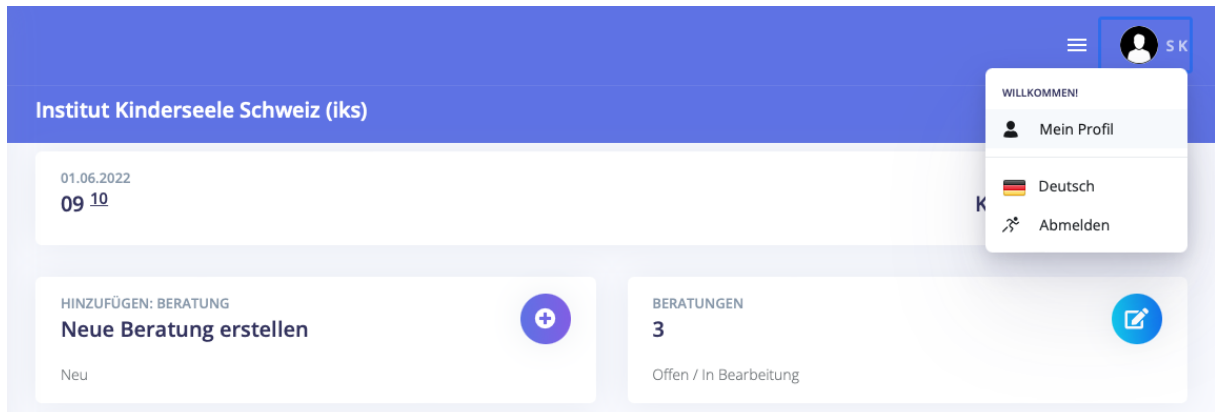 S K
WILLKOMMEN!
Institut Kinderseele Schweiz (iks)
Mein Profil
01.06.2022
09 10
K
Deutsch
Abmelden
HINZUFÜGEN: BERATUNG
Neue Beratung erstellen
Neu
BERATUNGEN
3
Offen / In Bearbeitung